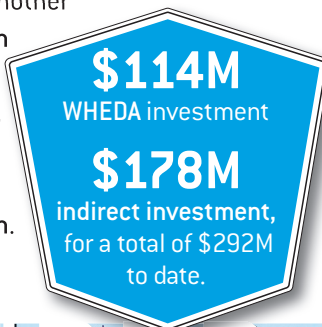 $114M
WHEDA investment
$178M
indirect investment,
for a total of $292M
to date.